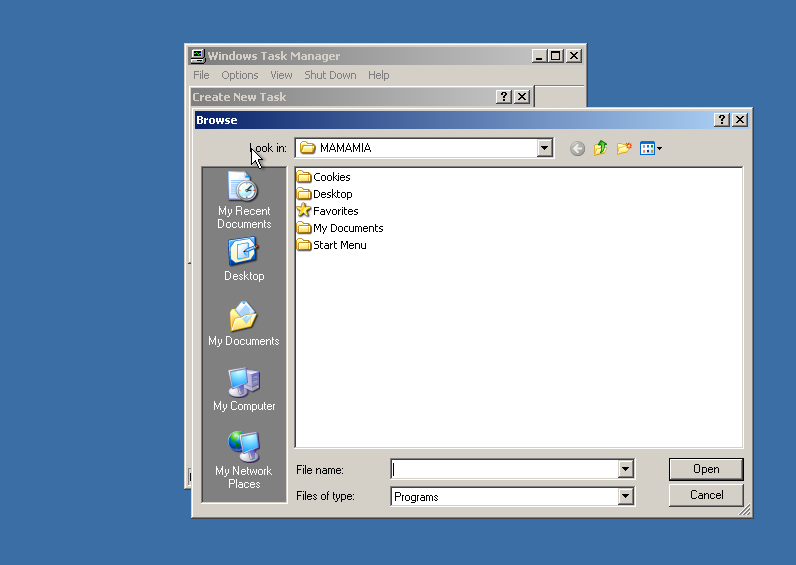 Windows Task Manager
File Options View Shut Down Help
Create New Task
Browse
Look in: MAMAMIA
My Recent
Documents
Desktop
My Documents
My Computer
My Network
Places
Cookies
Desktop
Favorites
My Documents
Start Menu
File name: Open
Files of type: Programs Cancel